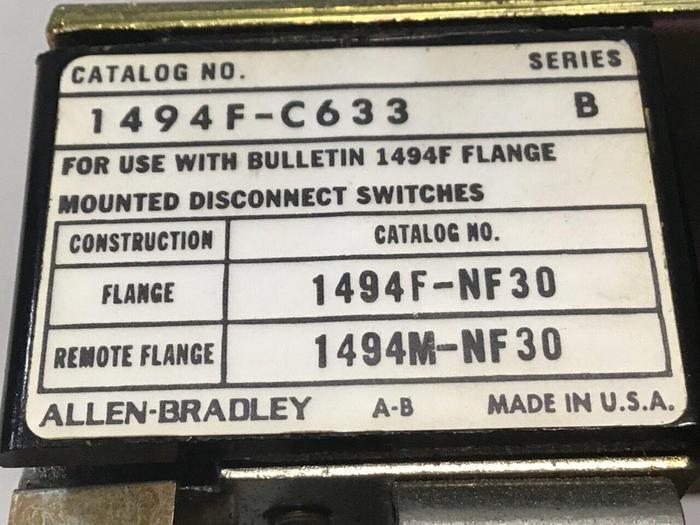 CATALOG NO. SERIES
1494F-C633 B
FOR USE WITH BULLETIN 1494F FLANGE
MOUNTED DISCONNECT SWITCHES
CONSTRUCTION CATALOG NO.
FLANGE 1494F-NF30
REMOTE FLANGE 1494M-NF30
ALLEN-BRADLEY A-B MADE IN U.S.A.